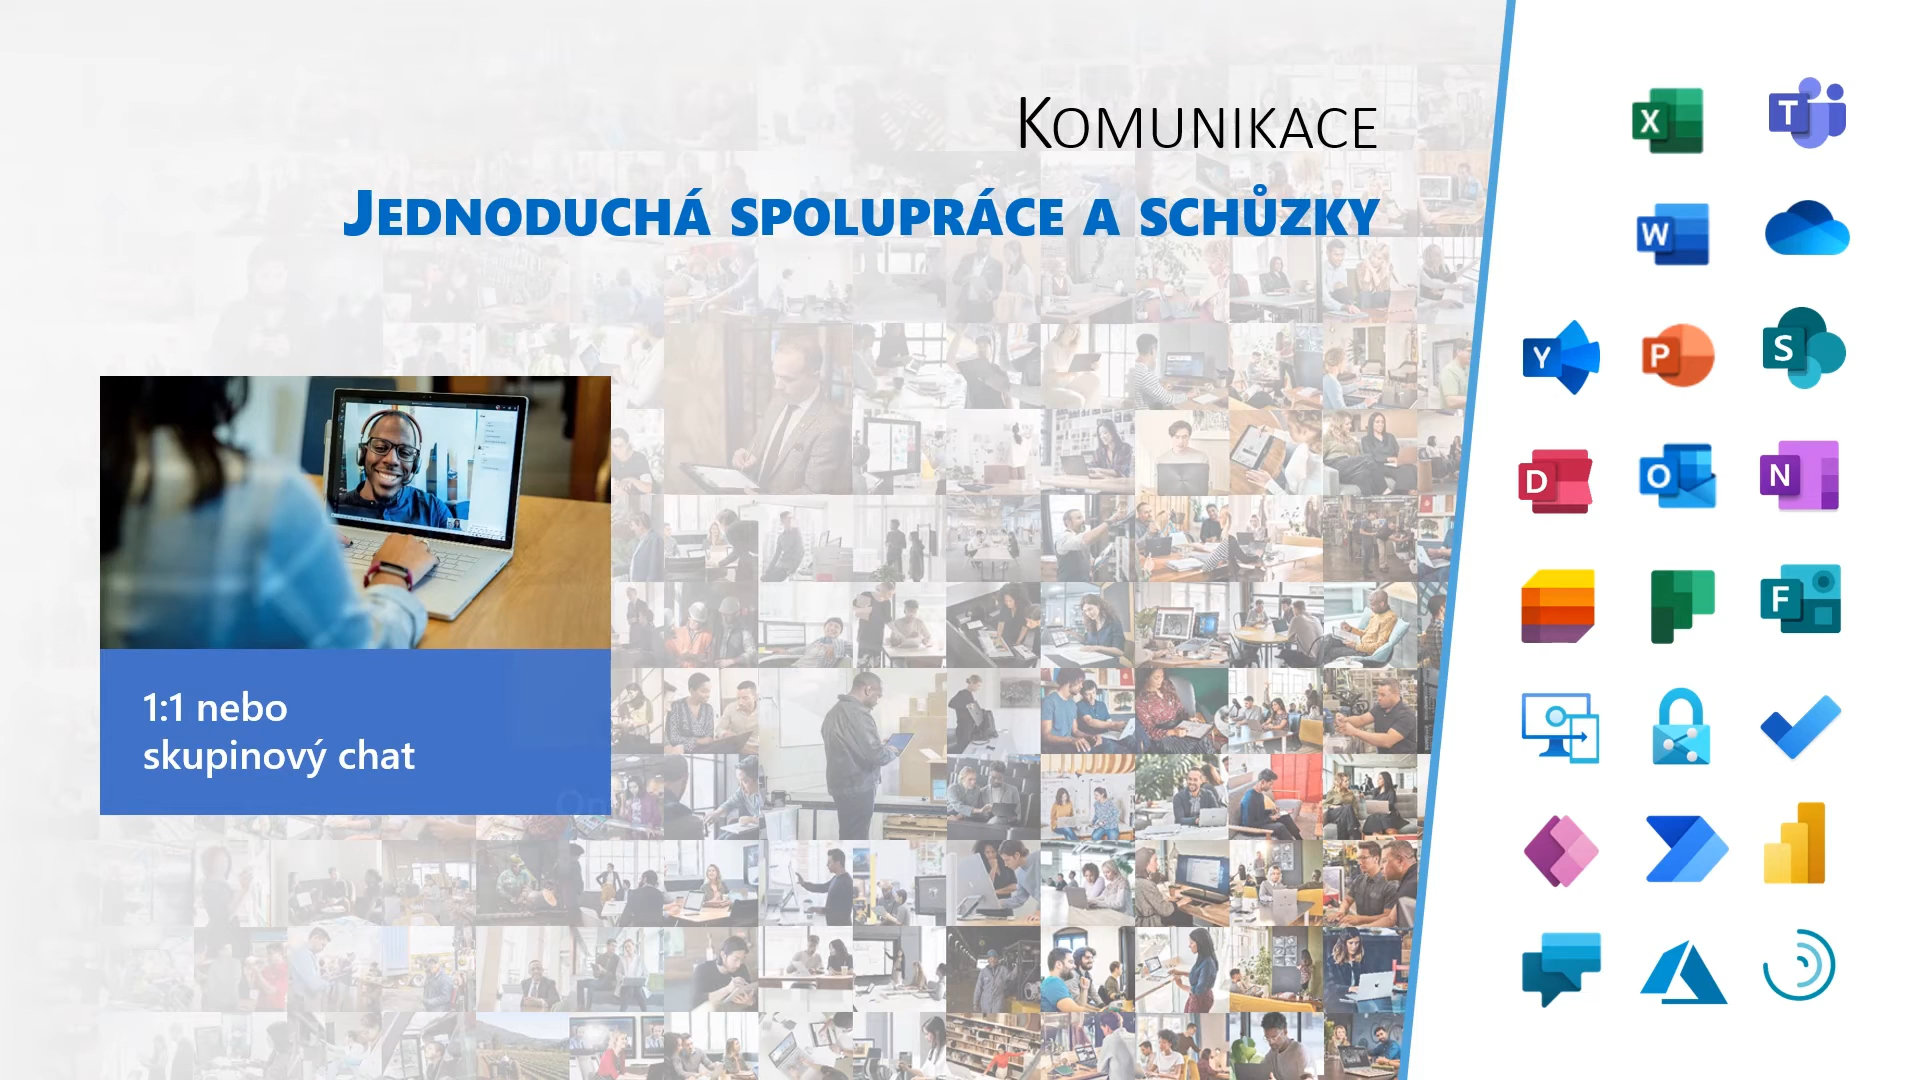 Komunikace
Jednoduchá spolupráce a schůzky
1:1 nebo
skupinový chat
X
T
W
Y
P
S
D
O
N
F